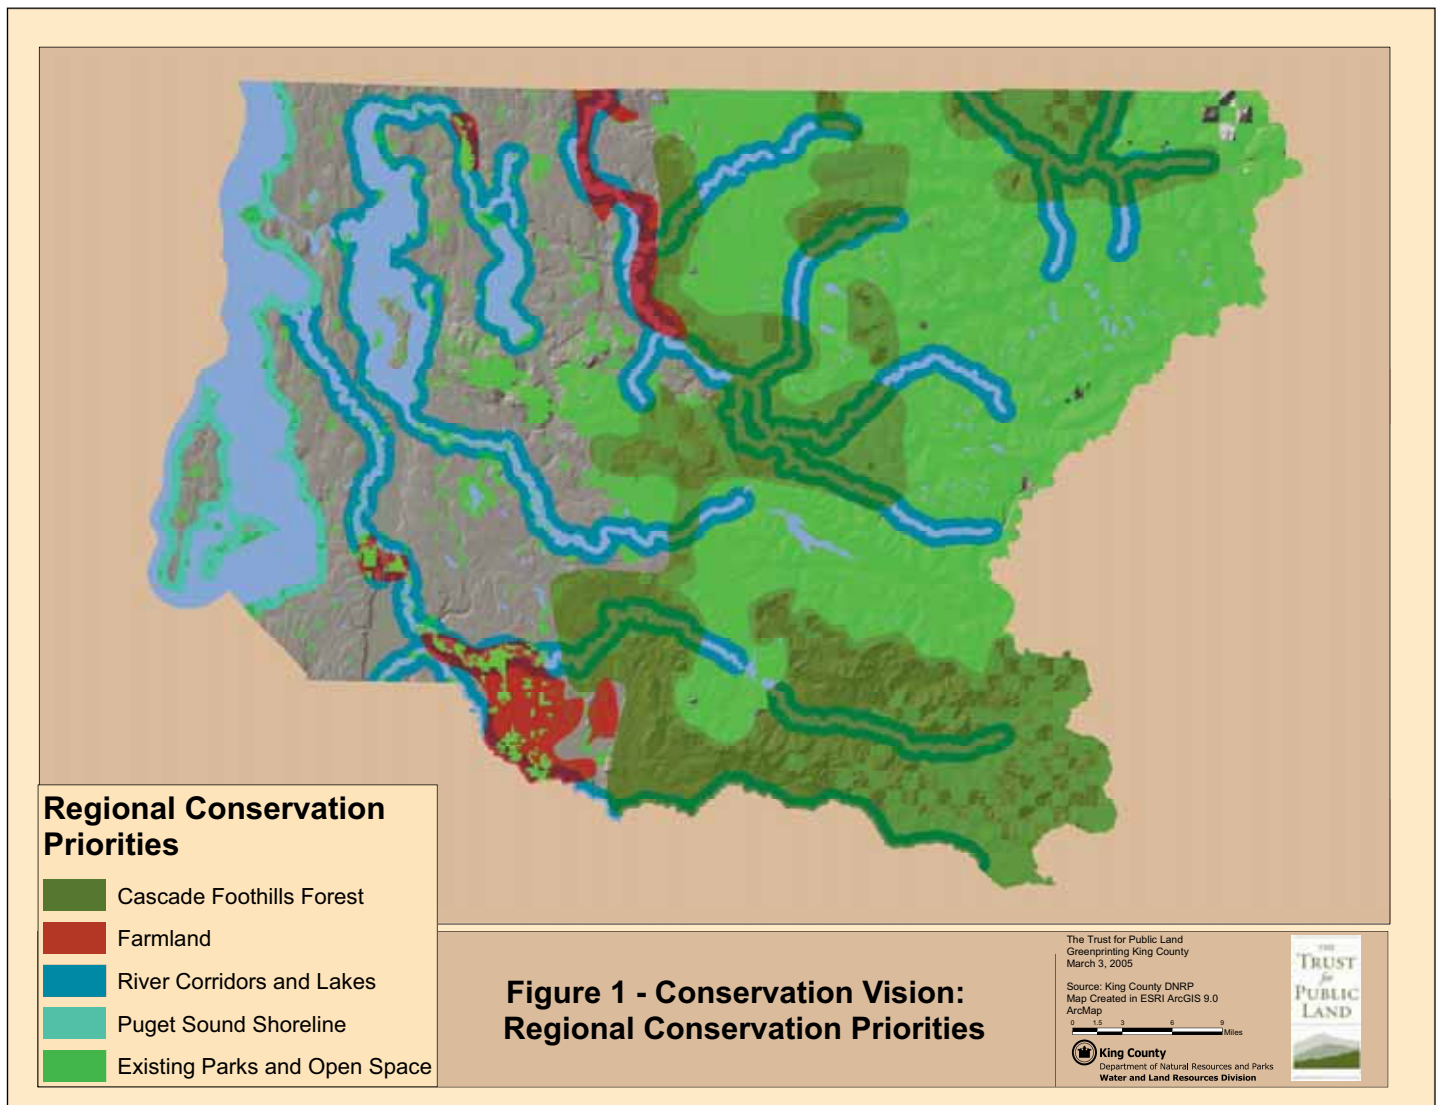 Regional Conservation
Priorities
Cascade Foothills Forest
Farmland
River Corridors and Lakes
Puget Sound Shoreline
Existing Parks and Open Space
Figure 1 - Conservation Vision:
Regional Conservation Priorities
The Trust for Public Land
Greenprinting King County
March 3, 2005
Source: King County DNRP
Map Created in ESRI ArcGIS 9.0
ArcMap
0 1.5 3 6 9
Miles
King County
Department of Natural Resources and Parks
Water and Land Resources Division
THE
TRUST
for
PUBLIC
LAND